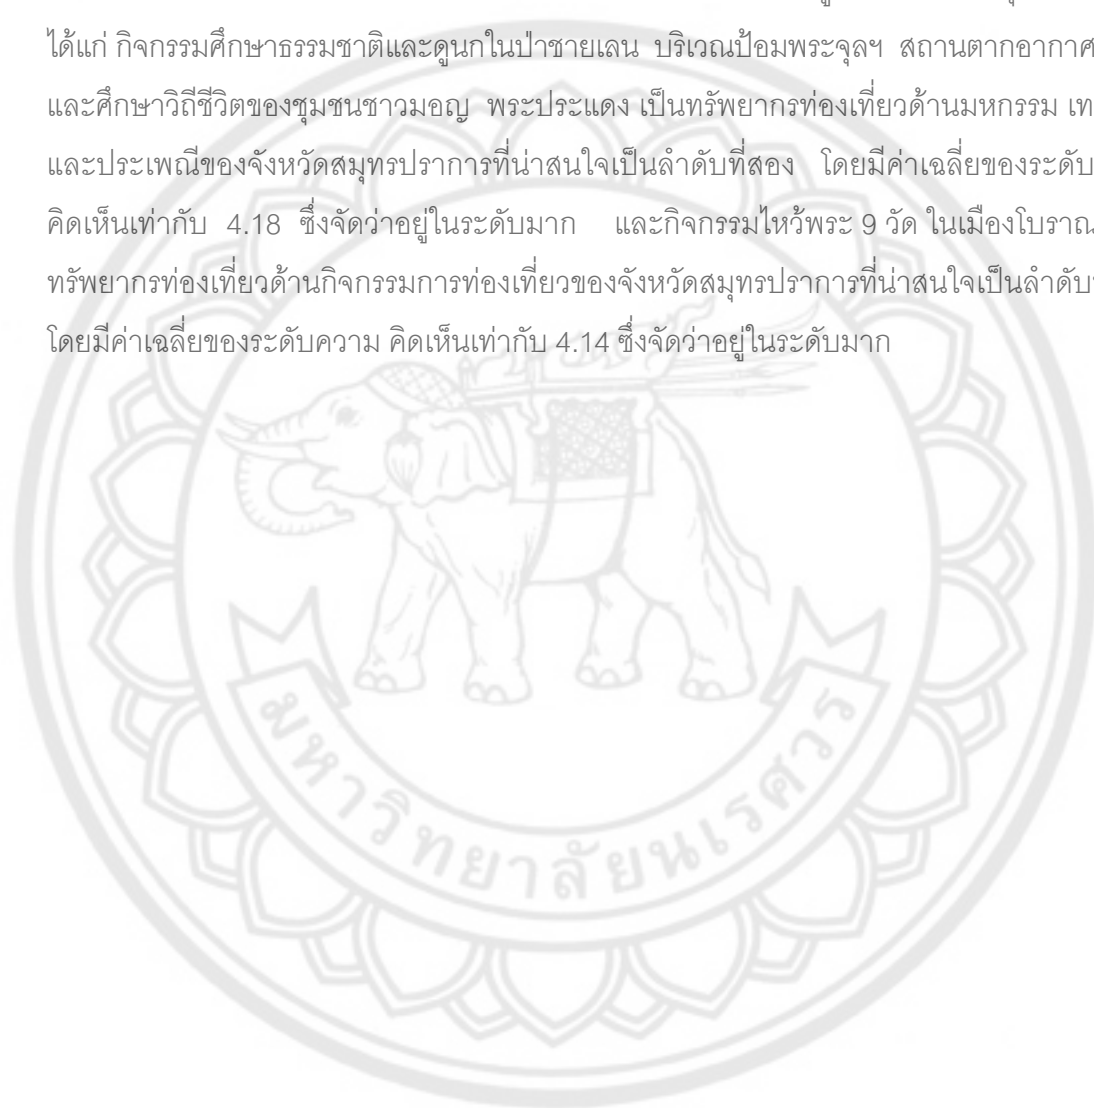 ได้แก่ กิจกรรมศึกษาธรรมชาติและดูนกในป่าชายเลน บริเวณป้อมพระจุลฯ สถานตากอากาศ
และศึกษาวิถีชีวิตของชุมชนชาวมอญ พระประแดง เป็นทรัพยากรท่องเที่ยวด้านมหกรรม เท
และประเพณีของจังหวัดสมุทรปราการที่น่าสนใจเป็นลำดับที่สอง โดยมีค่าเฉลี่ยของระดับ
คิดเห็นเท่ากับ 4.18 ซึ่งจัดว่าอยู่ในระดับมาก และกิจกรรมไหว้พระ 9 วัด ในเมืองโบราณ
ทรัพยากรท่องเที่ยวด้านกิจกรรมการท่องเที่ยวของจังหวัดสมุทรปราการที่น่าสนใจเป็นลำดับ
โดยมีค่าเฉลี่ยของระดับความ คิดเห็นเท่ากับ 4.14 ซึ่งจัดว่าอยู่ในระดับมาก
มหาวิทยาลัยนเรศวร